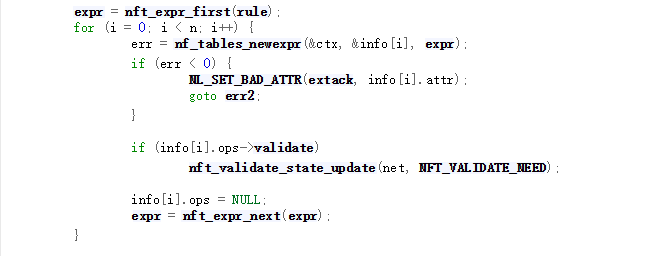 expr = nft_expr_first(rule);
for (i = 0; i < n; i++) {
err = nf_tables_newexpr(&ctx, &info[i], expr);
if (err < 0) {
NL_SET_BAD_ATTR(extack, info[i].attr);
goto err2;
}
if (info[i].ops->validate)
nft_validate_state_update(net, NFT_VALIDATE_NEED);
info[i].ops = NULL;
expr = nft_expr_next(expr);
}